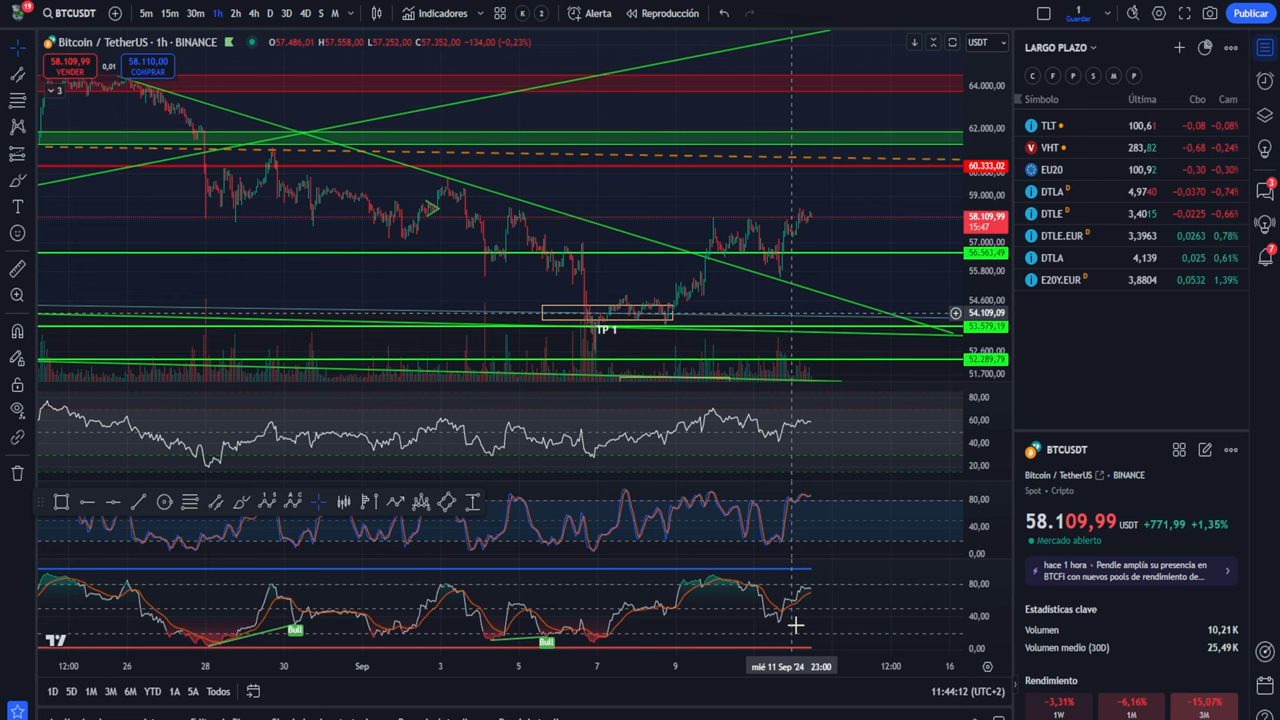 19
BTCUSDT
5m 15m 30m 1h 2h 4h D 3D 4D S M
Indicadores
K 2
Alerta
Reproducción
1
Guardar
Publicar
Bitcoin / TetherUS · 1h · BINANCE
O57.486,01 H57.558,00 L57.252,00 C57.352,00 -134,00 (-0,23%)
USDT
58.109,99
VENDER
0,01
58.110,00
COMPRAR
3
64.000,00
62.000,00
60.333,02
59.000,00
58.109,99
15:47
57.000,00
56.563,49
55.800,00
54.600,00
54.109,09
53.579,19
52.289,79
51.700,00
TP 1
80,00
60,00
40,00
20,00
80,00
40,00
0,00
80,00
40,00
0,00
Bull
Bull
12:00 26 28 30 Sep 3 5 7 9 mié 11 Sep '24 23:00 12:00 16
1D 5D 1M 3M 6M YTD 1A 5A Todos
11:44:12 (UTC+2)
LARGO PLAZO
C F P S M P
Símbolo Última Cbo Cam
TLT 100,61 -0,08 -0,08%
VHT 283,82 -0,68 -0,24%
EU20 100,92 -0,30 -0,30%
DTLA D 4,9740 -0,0370 -0,74%
DTLE D 3,4015 -0,0225 -0,66%
DTLE.EUR D 3,3963 0,0263 0,78%
DTLA 4,139 0,025 0,61%
E20Y.EUR D 3,8804 0,0532 1,39%
3
7
BTCUSDT
Bitcoin / TetherUS BINANCE
Spot • Cripto
58.109,99 USDT +771,99 +1,35%
Mercado abierto
hace 1 hora • Pendle amplía su presencia en
BTCFi con nuevos pools de rendimiento de...
Estadísticas clave
Volumen 10,21 K
Volumen medio (30D) 25,49 K
Rendimiento
-3,31% -6,16% -15,07%
1W 1M 3M